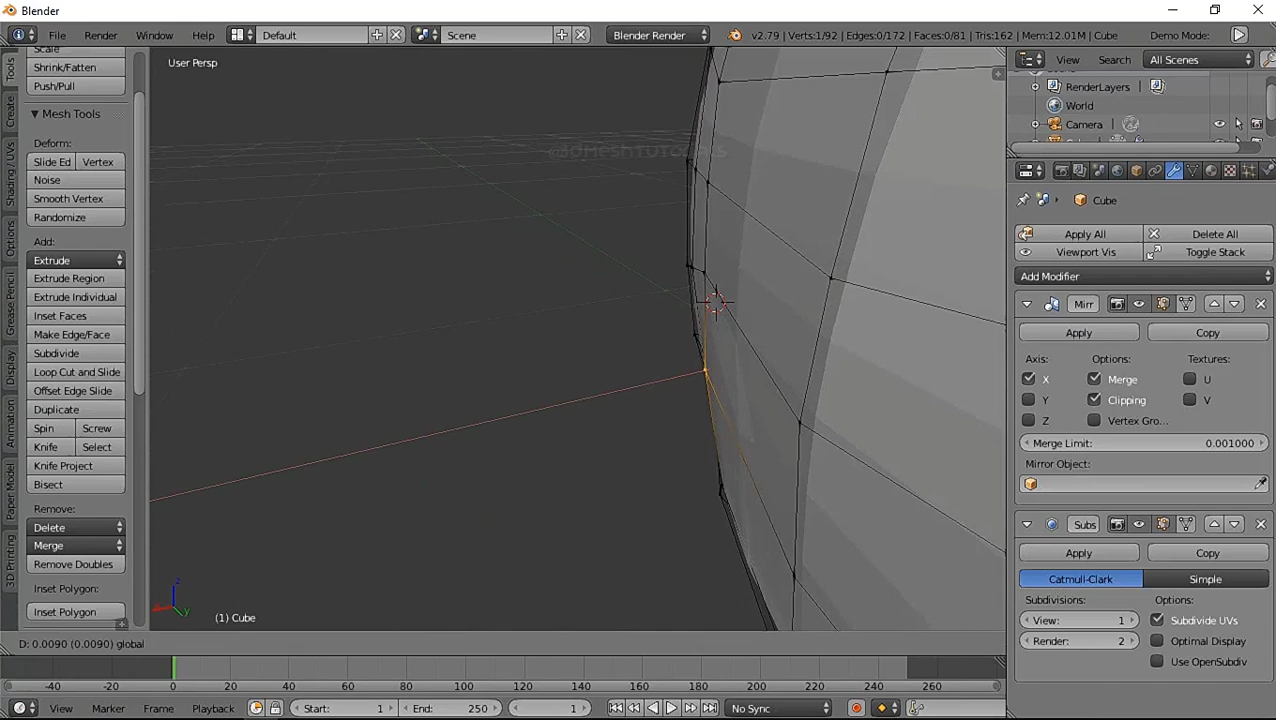 Blender
File Render Window Help Default Scene Blender Render v2.79 | Verts:1/92 | Edges:0/172 | Faces:0/81 | Tris:162 | Mem:12.01M | Cube Demo Mode:
Tools
Create
Shading / UVs
Options
Grease Pencil
Display
Animation
Paper Model
3D Printing
Scale
Shrink/Fatten
Push/Pull
Mesh Tools
Deform:
Slide Ed Vertex
Noise
Smooth Vertex
Randomize
Add:
Extrude
Extrude Region
Extrude Individual
Inset Faces
Make Edge/Face
Subdivide
Loop Cut and Slide
Offset Edge Slide
Duplicate
Spin Screw
Knife Select
Knife Project
Bisect
Remove:
Delete
Merge
Remove Doubles
Inset Polygon:
Inset Polygon
User Persp
@3dMeshTutorials
z
y
(1) Cube
D: 0.0090 (0.0090) global
View Search All Scenes
RenderLayers
World
Camera
Cube
Apply All Delete All
Viewport Vis Toggle Stack
Add Modifier
Mirr
Apply Copy
Axis: Options: Textures:
X Merge U
Y Clipping V
Z Vertex Gro...
Merge Limit: 0.001000
Mirror Object:
Subs
Apply Copy
Catmull-Clark Simple
Subdivisions: Options:
View: 1 Subdivide UVs
Render: 2 Optimal Display
Use OpenSubdiv
-40 -20 0 20 40 60 80 100 120 140 160 180 200 220 240 260
View Marker Frame Playback Start: 1 End: 250 1 No Sync